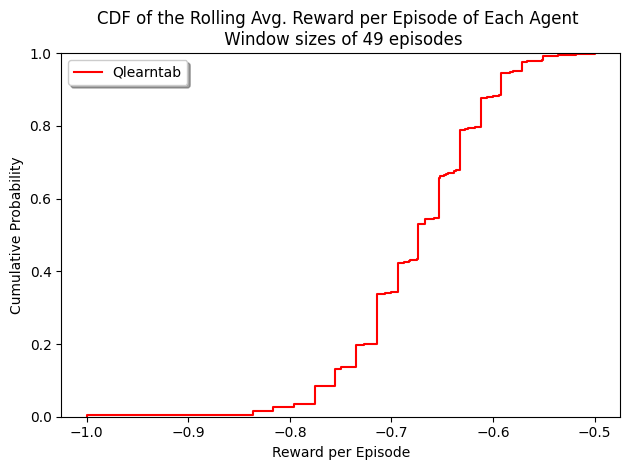 CDF of the Rolling Avg. Reward per Episode of Each Agent
Window sizes of 49 episodes
Qlearntab
Cumulative Probability
1.0
0.8
0.6
0.4
0.2
0.0
−1.0 −0.9 −0.8 −0.7 −0.6 −0.5
Reward per Episode